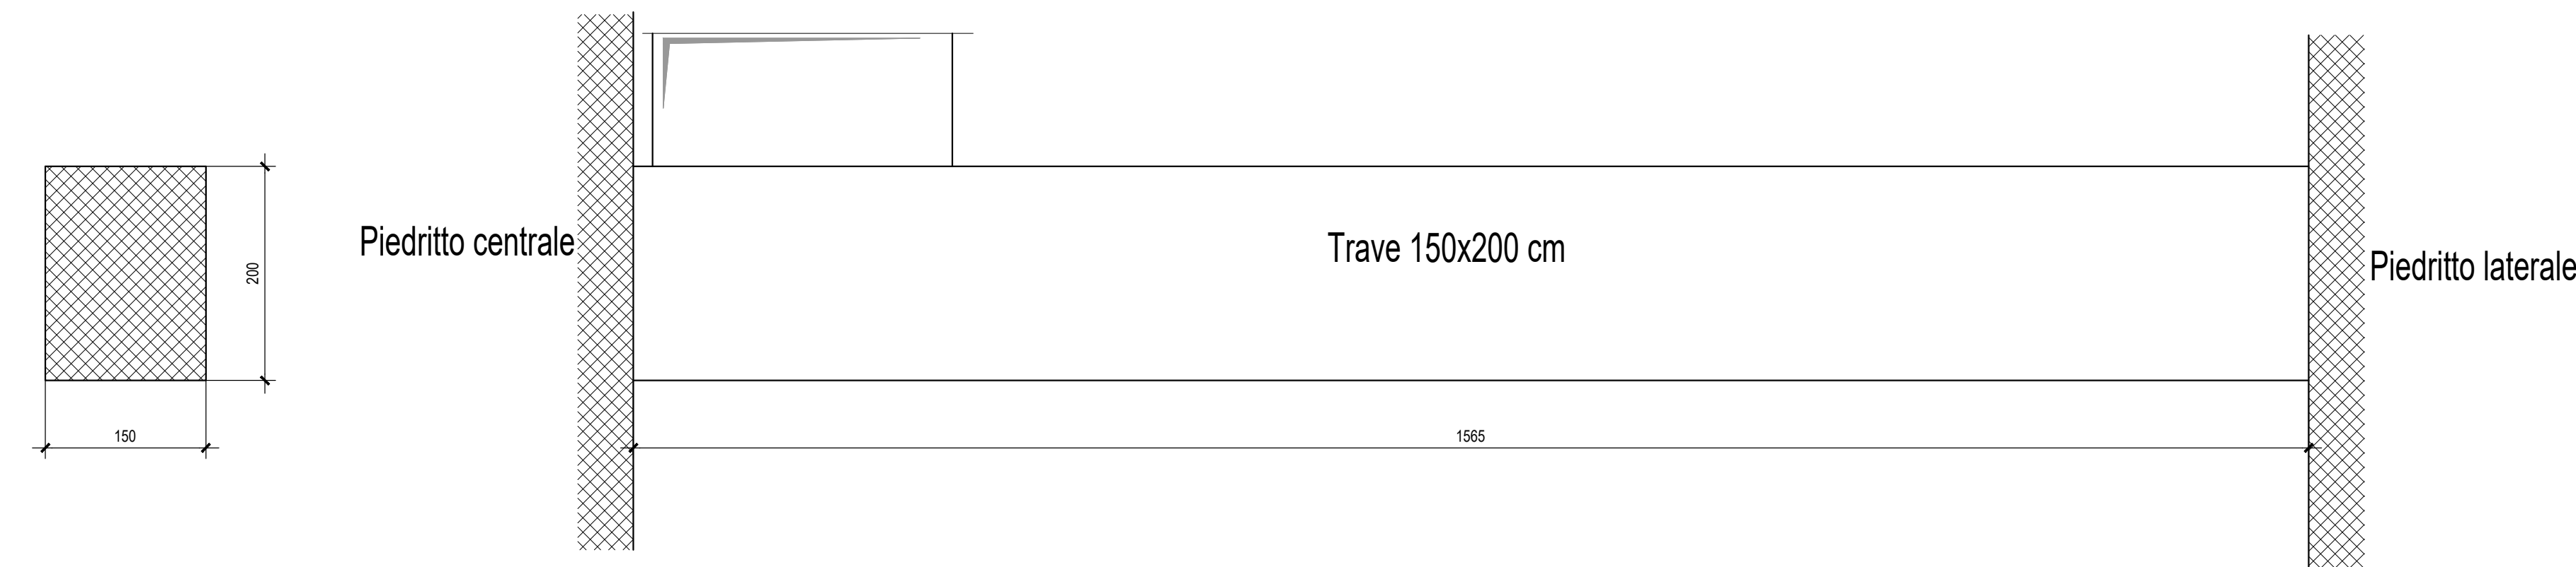 Piedritto centrale
200
Trave 150x200 cm
Piedritto laterale
150
1565